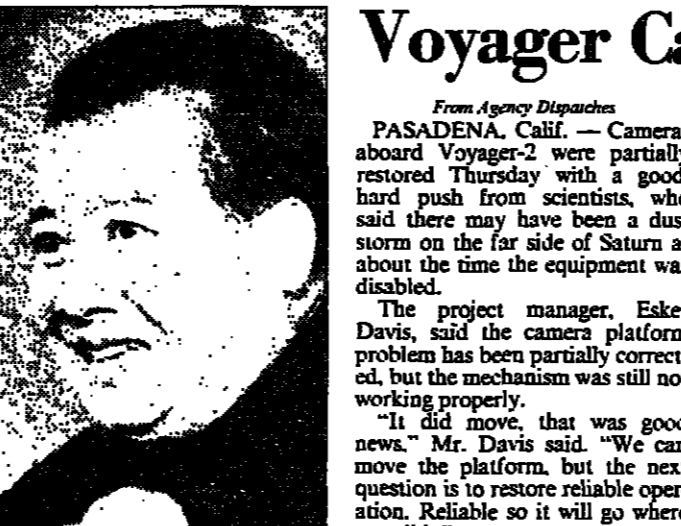 Voyager Ca
From Agency Dispatches
PASADENA, Calif. — Camera
aboard Voyager-2 were partially
restored Thursday with a good
hard push from scientists, who
said there may have been a dus
storm on the far side of Saturn a
about the time the equipment wa
disabled.
The project manager, Eske
Davis, said the camera platform
problem has been partially correct-
ed, but the mechanism was still no
working properly.
“It did move, that was good
news,” Mr. Davis said. “We can
move the platform, but the nex
question is to restore reliable oper-
ation. Reliable so it will go where